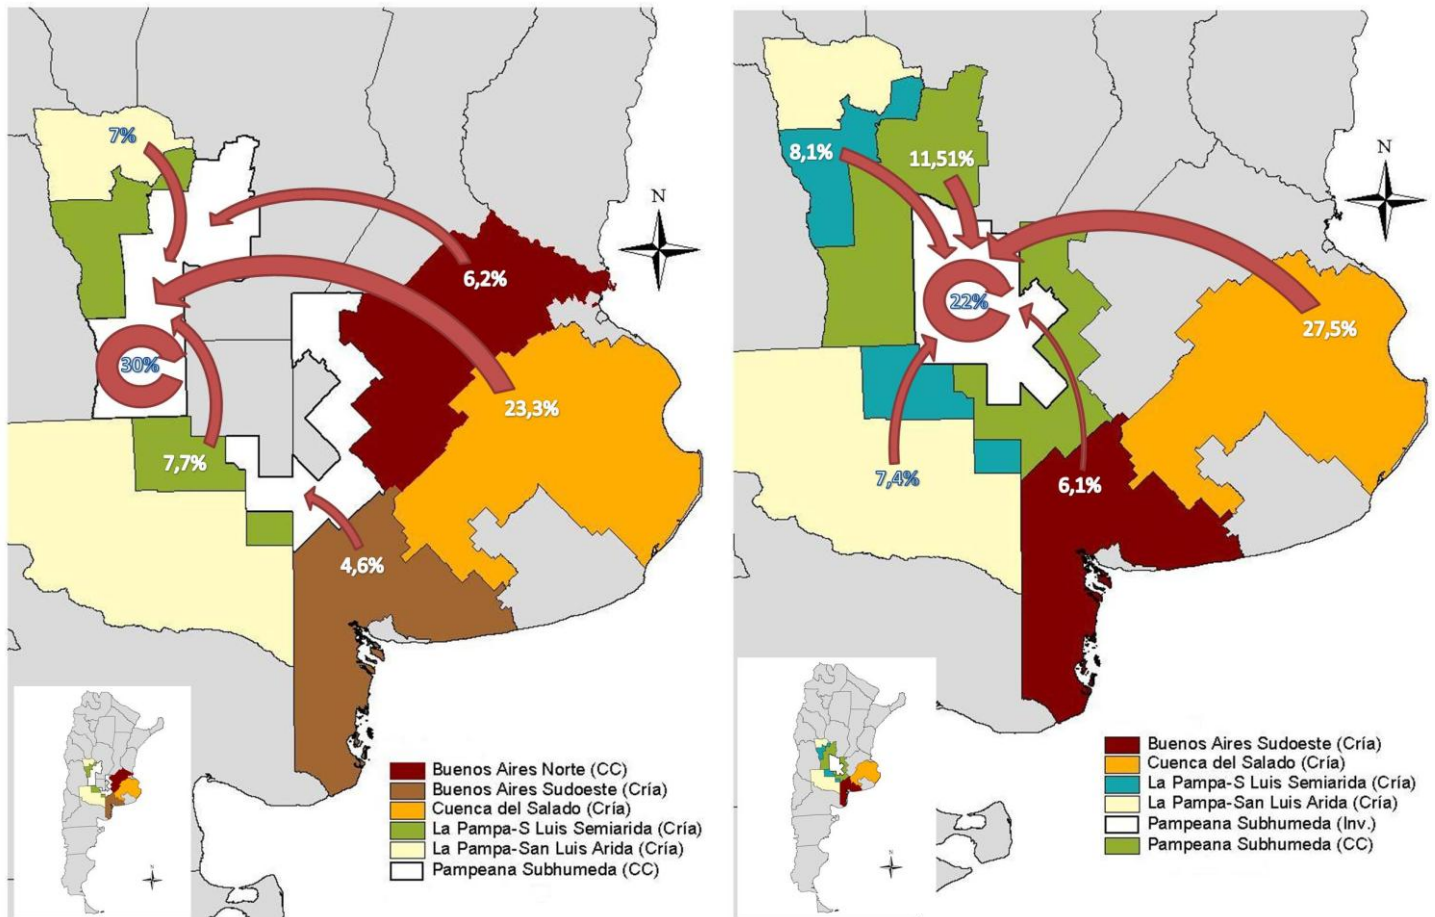 7%
N
6,2%
30%
23,3%
7,7%
4,6%
N
Buenos Aires Norte (CC)
Buenos Aires Sudoeste (Cría)
Cuenca del Salado (Cría)
La Pampa-S Luis Semiarida (Cría)
La Pampa-San Luis Arida (Cría)
Pampeana Subhumeda (CC)
8,1%
11,51%
N
22%
27,5%
7,4%
6,1%
N
Buenos Aires Sudoeste (Cría)
Cuenca del Salado (Cría)
La Pampa-S Luis Semiarida (Cría)
La Pampa-San Luis Arida (Cría)
Pampeana Subhumeda (Inv.)
Pampeana Subhumeda (CC)